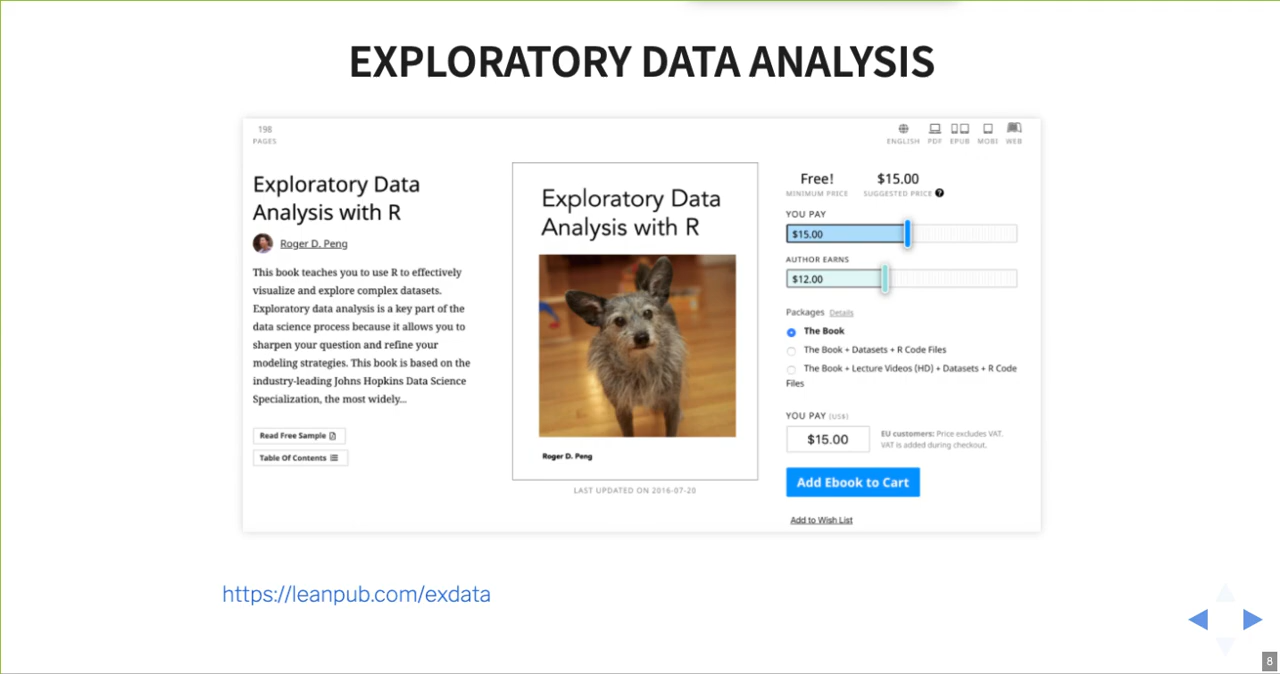 EXPLORATORY DATA ANALYSIS
198
PAGES
ENGLISH PDF EPUB MOBI WEB
Exploratory Data
Analysis with R
Roger D. Peng
This book teaches you to use R to effectively
visualize and explore complex datasets.
Exploratory data analysis is a key part of the
data science process because it allows you to
sharpen your question and refine your
modeling strategies. This book is based on the
industry-leading Johns Hopkins Data Science
Specialization, the most widely...
Read Free Sample
Table Of Contents
Exploratory Data
Analysis with R
Roger D. Peng
LAST UPDATED ON 2016-07-20
Free! $15.00
MINIMUM PRICE SUGGESTED PRICE ?
YOU PAY
$15.00
AUTHOR EARNS
$12.00
Packages Details
The Book
The Book + Datasets + R Code Files
The Book + Lecture Videos (HD) + Datasets + R Code
Files
YOU PAY (US$)
$15.00
EU customers: Price excludes VAT.
VAT is added during checkout.
Add Ebook to Cart
Add to Wish List
https://leanpub.com/exdata
8